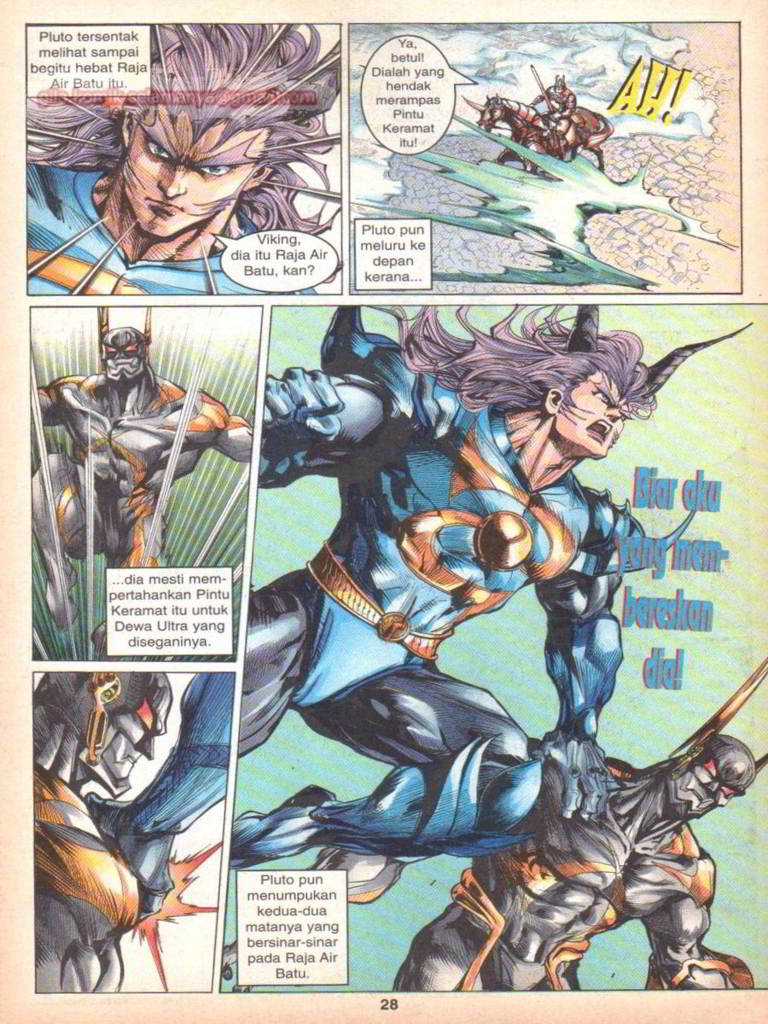 Pluto tersentak
melihat sampai
begitu hebat Raja
Air Batu itu.
Viking,
dia itu Raja Air
Batu, kan?
Ya,
betul!
Dialah yang
hendak
merampas
Pintu
Keramat
itu!
Pluto pun
meluru ke
depan
kerana...
...dia mesti mem-
pertahankan Pintu
Keramat itu untuk
Dewa Ultra yang
diseganinya.
Biar aku
yang mem-
bereskan
dia!
Pluto pun
menumpukan
kedua-dua
matanya yang
bersinar-sinar
pada Raja Air
Batu.
28